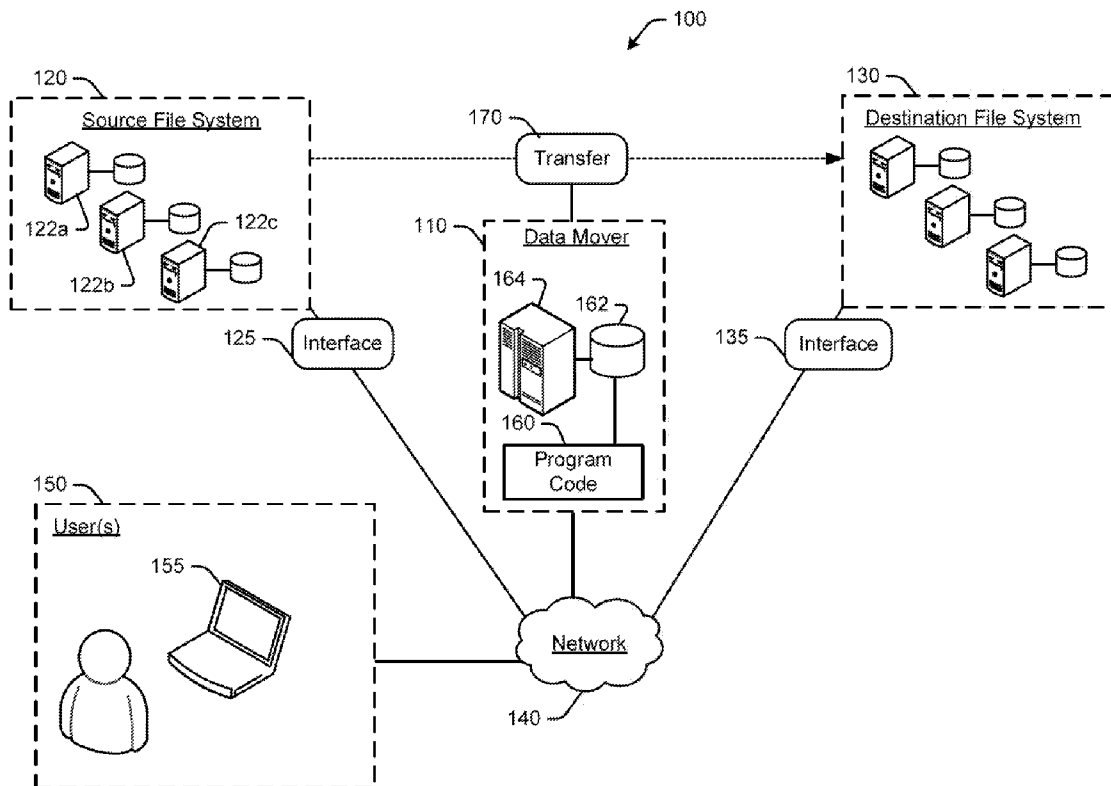 100
120
Source File System
122a
122b
122c
170
Transfer
130
Destination File System
110
Data Mover
164
162
160
Program
Code
125
Interface
135
Interface
150
User(s)
155
Network
140